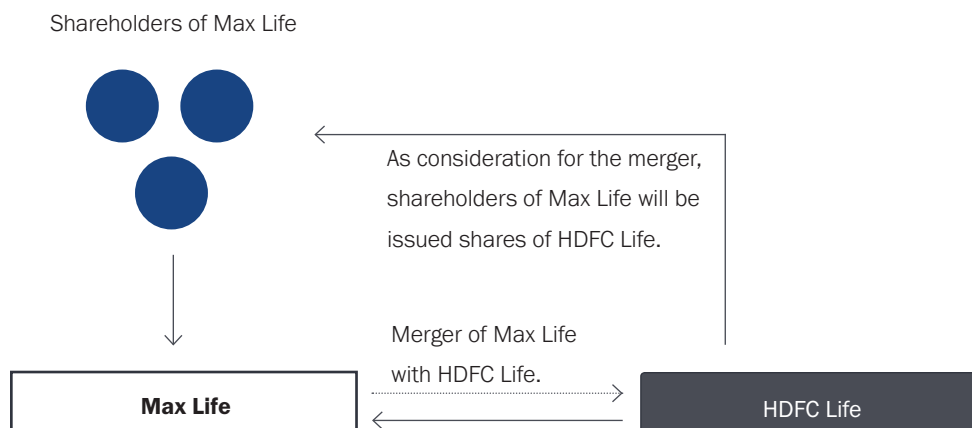 Shareholders of Max Life
As consideration for the merger,
shareholders of Max Life will be
issued shares of HDFC Life.
Merger of Max Life
with HDFC Life.
Max Life
HDFC Life